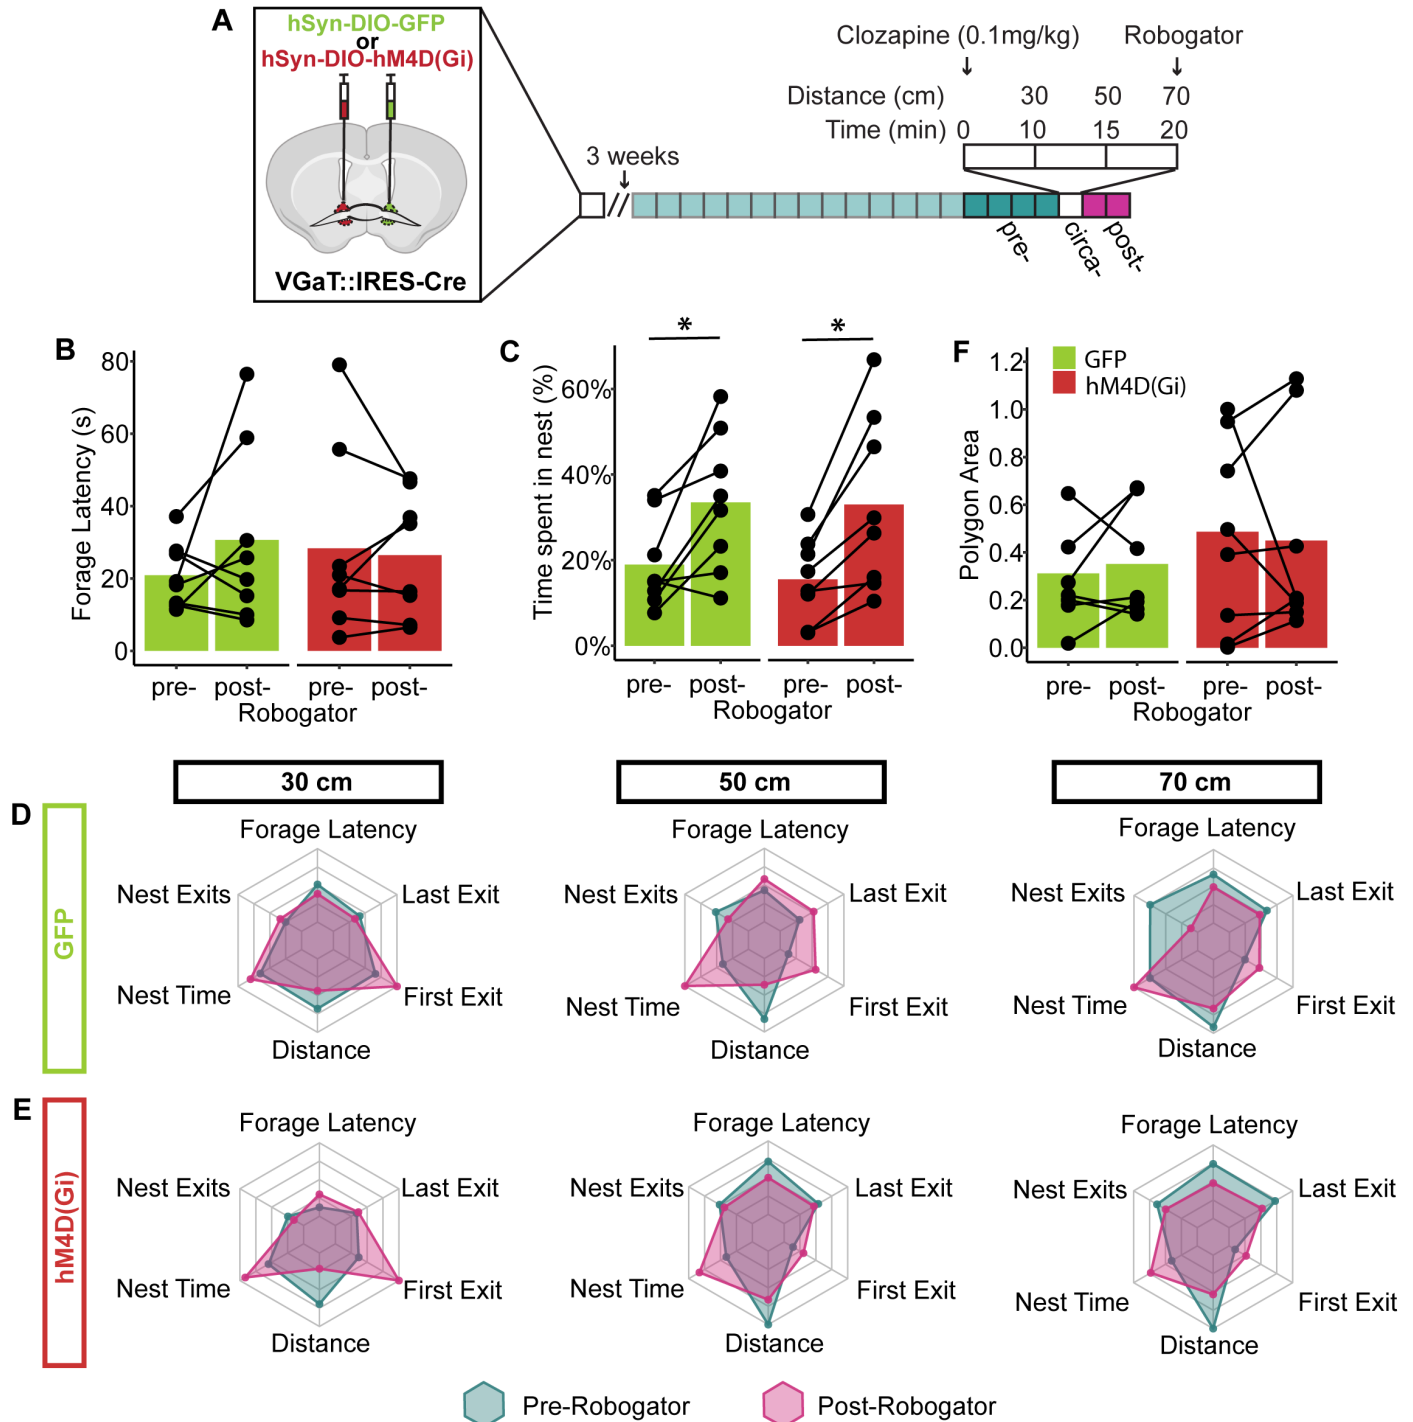 A
hSyn-DIO-GFP
or
hSyn-DIO-hM4D(Gi)
VGaT::IRES-Cre
3 weeks
Clozapine (0.1mg/kg) Robogator
Distance (cm) 30 50 70
Time (min) 0 10 15 20
pre- circa- post-
B
Forage Latency (s)
80
60
40
20
0
pre- post- pre- post-
Robogator
C
Time spent in nest (%)
* *
60%
40%
20%
0%
pre- post- pre- post-
Robogator
F
GFP
hM4D(Gi)
Polygon Area
1.2
1.0
0.8
0.6
0.4
0.2
0.0
pre- post- pre- post-
Robogator
30 cm 50 cm 70 cm
D
GFP
Forage Latency
Nest Exits Last Exit
Nest Time First Exit
Distance
Forage Latency
Nest Exits Last Exit
Nest Time First Exit
Distance
Forage Latency
Nest Exits Last Exit
Nest Time First Exit
Distance
E
hM4D(Gi)
Forage Latency
Nest Exits Last Exit
Nest Time First Exit
Distance
Forage Latency
Nest Exits Last Exit
Nest Time First Exit
Distance
Forage Latency
Nest Exits Last Exit
Nest Time First Exit
Distance
Pre-Robogator Post-Robogator